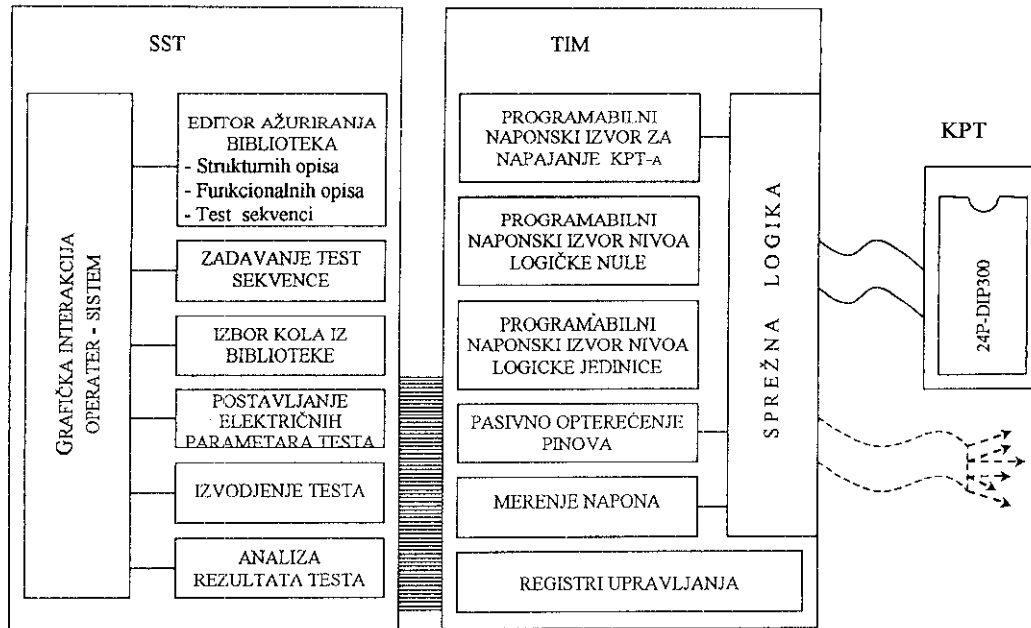 SST
GRAFIČKA INTERAKCIJA
OPERATER - SISTEM
EDITOR AŽURIRANJA
BIBLIOTEKA
- Strukturnih opisa
- Funkcionalnih opisa
- Test sekvenci
ZADAVANJE TEST
SEKVENCE
IZBOR KOLA IZ
BIBLIOTEKE
POSTAVLJANJE
ELEKTRIČNIH
PARAMETARA TESTA
IZVODJENJE TESTA
ANALIZA
REZULTATA TESTA
TIM
PROGRAMABILNI
NAPONSKI IZVOR ZA
NAPAJANJE KPT-A
PROGRAMABILNI
NAPONSKI IZVOR NIVOA
LOGIČKE NULE
PROGRAMABILNI
NAPONSKI IZVOR NIVOA
LOGICKE JEDINICE
PASIVNO OPTEREĆENJE
PINOVA
MERENJE NAPONA
REGISTRI UPRAVLJANJA
SPREŽNA LOGIKA
KPT
24P-DIP300